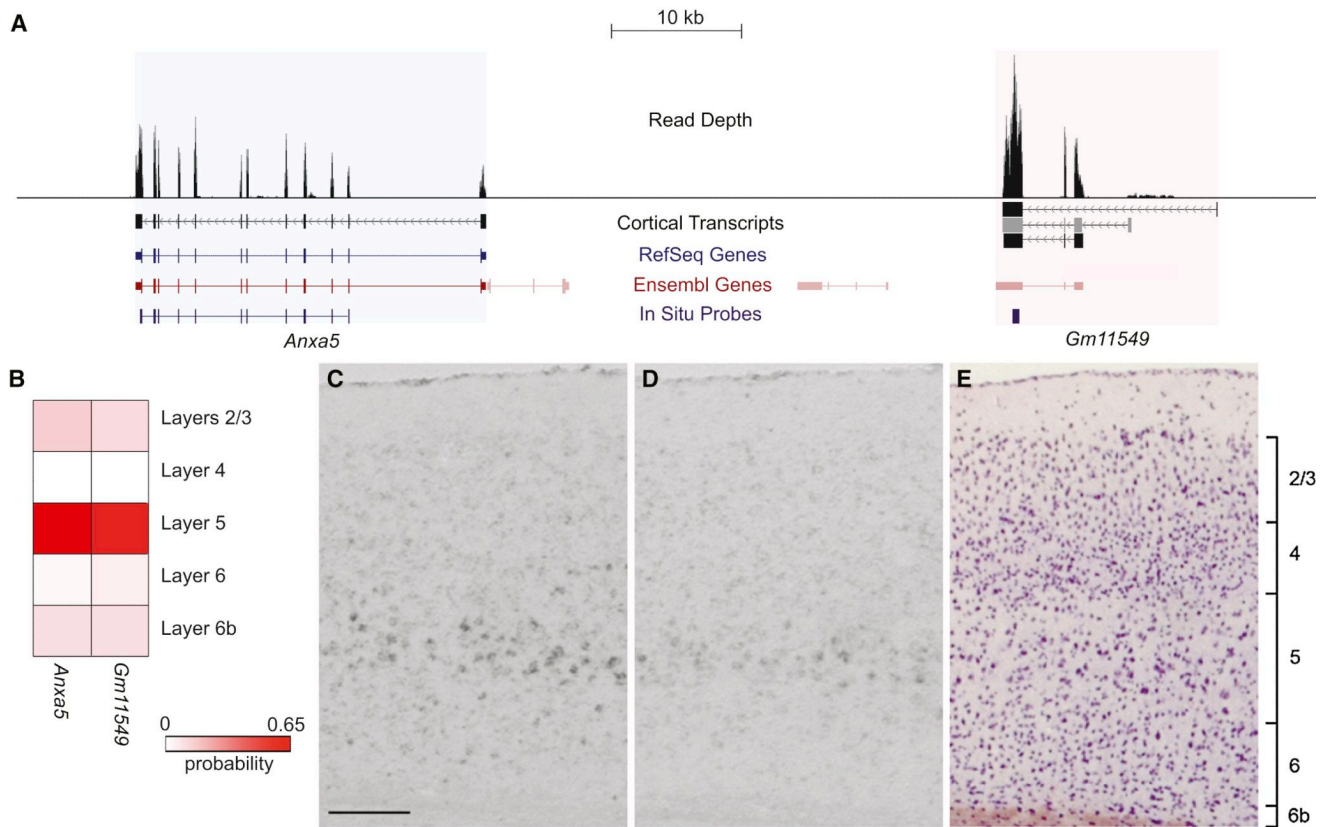 A
10 kb
Read Depth
Cortical Transcripts
RefSeq Genes
Ensembl Genes
In Situ Probes
Anxa5
Gm11549
B
Layers 2/3
Layer 4
Layer 5
Layer 6
Layer 6b
Anxa5
Gm11549
0
0.65
probability
C
D
E
2/3
4
5
6
6b